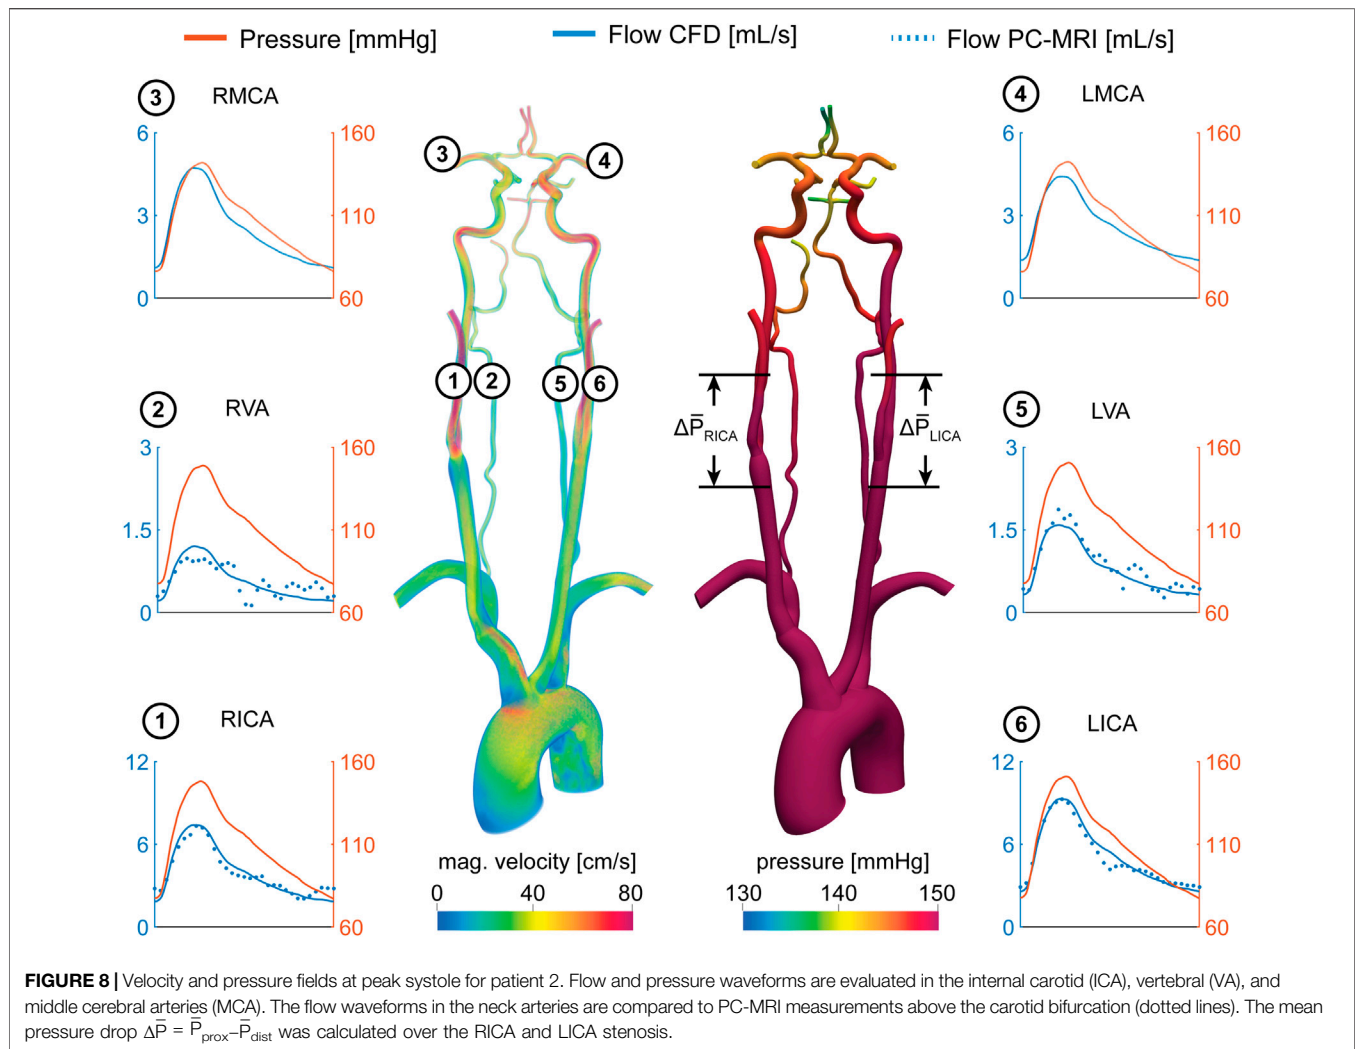 Pressure [mmHg]
Flow CFD [mL/s]
Flow PC-MRI [mL/s]
3 RMCA
6
3
0
160
110
60
2 RVA
3
1.5
0
160
110
60
1 RICA
12
6
0
160
110
60
3
4
1
2
5
6
mag. velocity [cm/s]
0 40 80
ΔP̅RICA
ΔP̅LICA
pressure [mmHg]
130 140 150
4 LMCA
6
3
0
160
110
60
5 LVA
3
1.5
0
160
110
60
6 LICA
12
6
0
160
110
60
FIGURE 8 | Velocity and pressure fields at peak systole for patient 2. Flow and pressure waveforms are evaluated in the internal carotid (ICA), vertebral (VA), and
middle cerebral arteries (MCA). The flow waveforms in the neck arteries are compared to PC-MRI measurements above the carotid bifurcation (dotted lines). The mean
pressure drop ΔP̅ = P̅prox–P̅dist was calculated over the RICA and LICA stenosis.